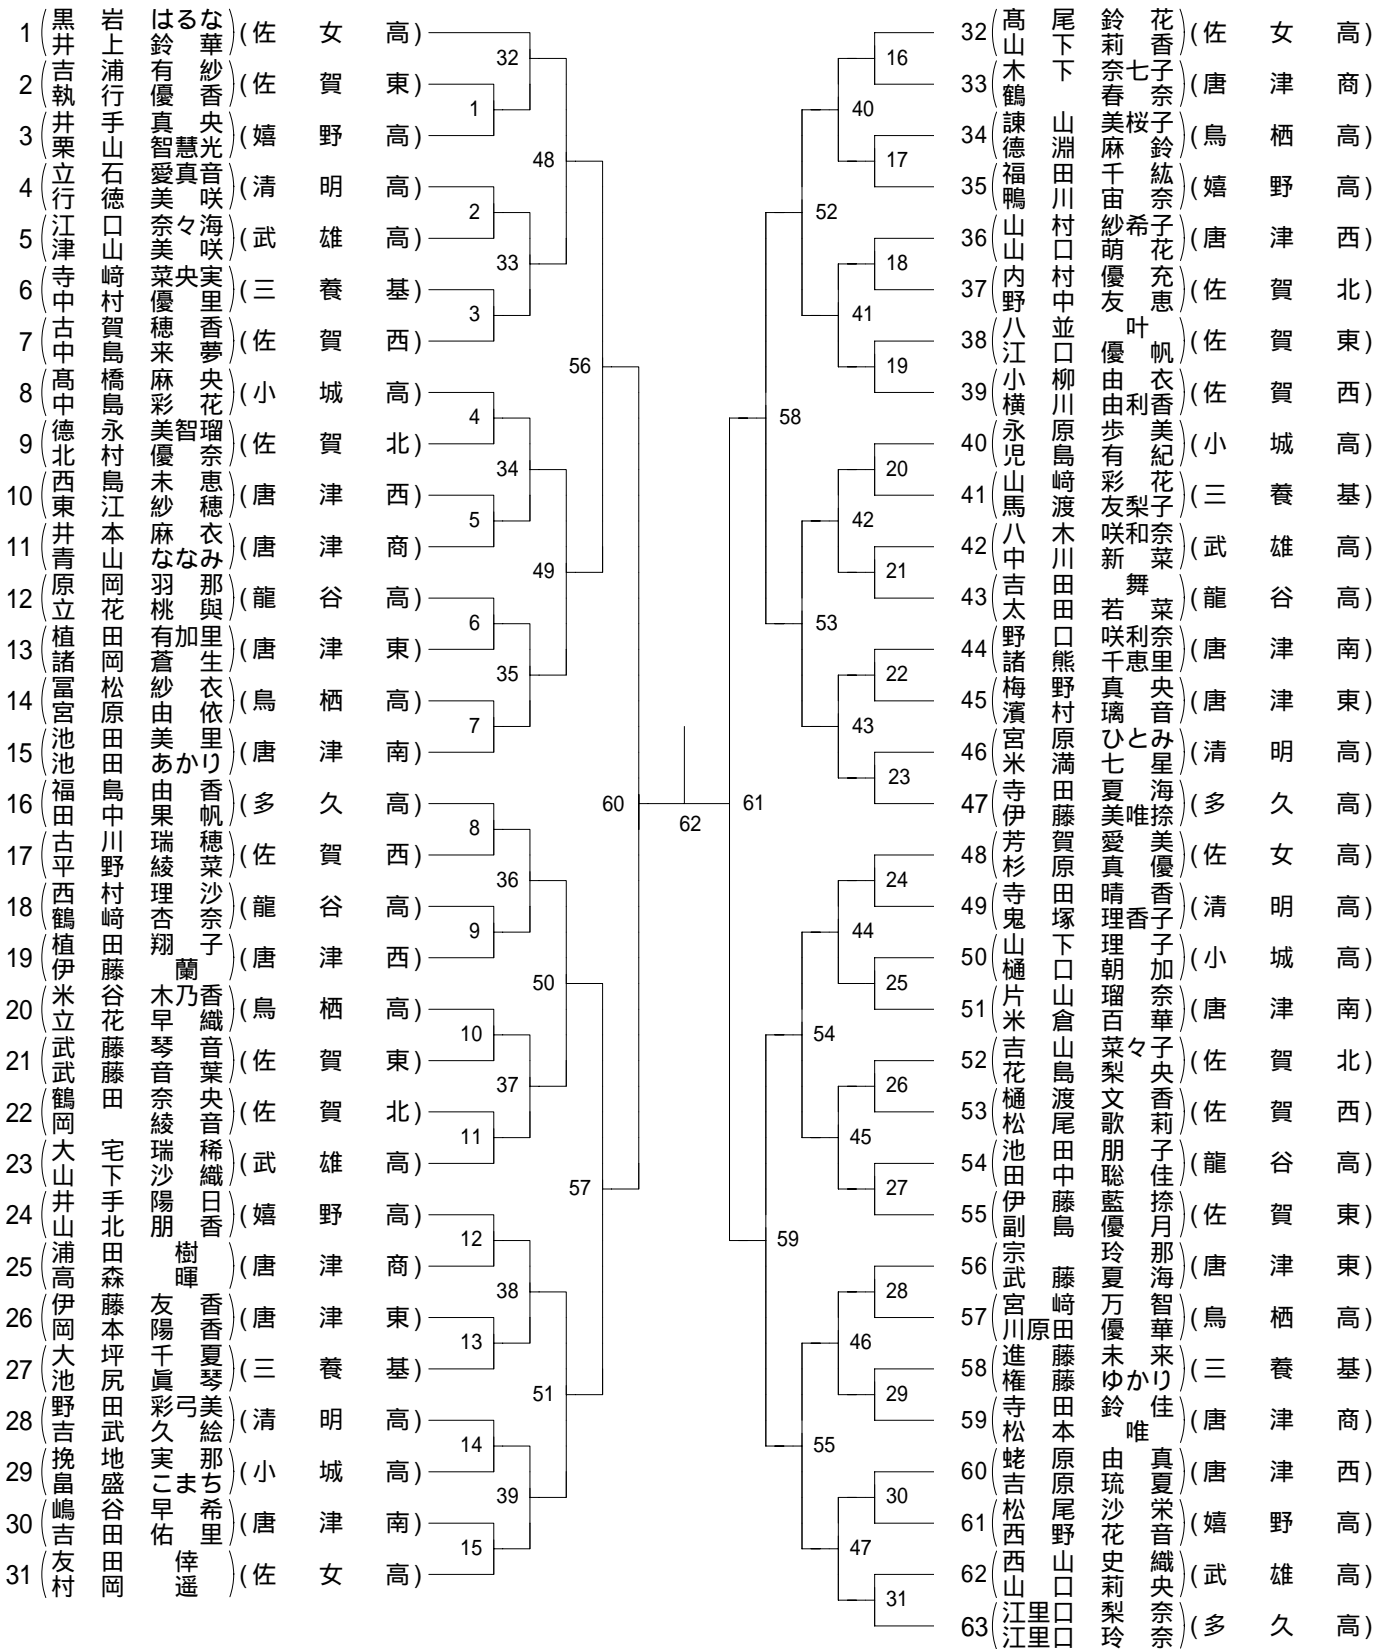 1 (黒岩はるな 井上鈴華) (佐女高)
2 (吉浦有紗 執行優香) (佐賀東)
3 (井手真央 栗山智慧光) (嬉野高)
4 (立石愛真音 行徳美咲) (清明高)
5 (江口奈々海 津山美咲) (武雄高)
6 (寺﨑菜央実 中村優里) (三養基)
7 (古賀穂香 中島来夢) (佐賀西)
8 (髙橋麻央 中島彩花) (小城高)
9 (德永美智瑠 北村優奈) (佐賀北)
10 (西島未恵 東江紗穂) (唐津西)
11 (井本麻衣 青山ななみ) (唐津商)
12 (原岡羽那 立花桃與) (龍谷高)
13 (植田有加里 諸岡蒼生) (唐津東)
14 (冨松紗衣 宮原由依) (鳥栖高)
15 (池田美里 池田あかり) (唐津南)
16 (福島由香 田中果帆) (多久高)
17 (古川瑞穂 平野綾菜) (佐賀西)
18 (西村理沙 鶴﨑杏奈) (龍谷高)
19 (植田翔子 伊藤蘭) (唐津西)
20 (米谷木乃香 立花早織) (鳥栖高)
21 (武藤琴音 武藤音葉) (佐賀東)
22 (鶴田奈央 岡綾音) (佐賀北)
23 (大宅瑞稀 山下沙織) (武雄高)
24 (井手陽日 山北朋香) (嬉野高)
25 (浦田樹 高森暉) (唐津商)
26 (伊藤友香 岡本陽香) (唐津東)
27 (大坪千夏 池尻眞琴) (三養基)
28 (野田彩弓美 吉武久絵) (清明高)
29 (挽地実那 畠盛こまち) (小城高)
30 (嶋谷早希 吉田佑里) (唐津南)
31 (友田倖 村岡遥) (佐女高)
32
1
48
2
33
3
56
4
34
5
49
6
35
7
60
8
36
9
50
10
37
11
57
12
38
13
51
14
39
15
62
61
16
40
17
52
18
41
19
58
20
42
21
53
22
43
23
24
44
25
54
26
45
27
59
28
46
29
55
30
47
31
32 (髙尾鈴花 山下莉香) (佐女高)
33 (木下奈七子 鶴春奈) (唐津商)
34 (諌山美桜子 德淵麻鈴) (鳥栖高)
35 (福田千紘 鴨川宙奈) (嬉野高)
36 (山村紗希子 山口萌花) (唐津西)
37 (内村優充 野中友恵) (佐賀北)
38 (八並叶 江口優帆) (佐賀東)
39 (小柳由衣 横川由利香) (佐賀西)
40 (永原歩美 児島有紀) (小城高)
41 (山﨑彩花 馬渡友梨子) (三養基)
42 (八木咲和奈 中川新菜) (武雄高)
43 (吉田舞 太田若菜) (龍谷高)
44 (野口咲利奈 諸熊千恵里) (唐津南)
45 (梅野真央 濱村璃音) (唐津東)
46 (宮原ひとみ 米満七星) (清明高)
47 (寺田夏海 伊藤美唯捺) (多久高)
48 (芳賀愛美 杉原真優) (佐女高)
49 (寺田晴香 鬼塚理香子) (清明高)
50 (山下理子 樋口朝加) (小城高)
51 (片山瑠奈 米倉百華) (唐津南)
52 (吉山菜々子 花島梨央) (佐賀北)
53 (樋渡文香 松尾歌莉) (佐賀西)
54 (池田朋子 田中聡佳) (龍谷高)
55 (伊藤藍捺 副島優月) (佐賀東)
56 (宗玲那 武藤夏海) (唐津東)
57 (宮﨑万智 川原田優華) (鳥栖高)
58 (進藤未来 権藤ゆかり) (三養基)
59 (寺田鈴佳 松本唯) (唐津商)
60 (蛯原由真 吉原琉夏) (唐津西)
61 (松尾沙栄 西野花音) (嬉野高)
62 (西山史織 山口莉央) (武雄高)
63 (江里口梨奈 江里口玲奈) (多久高)